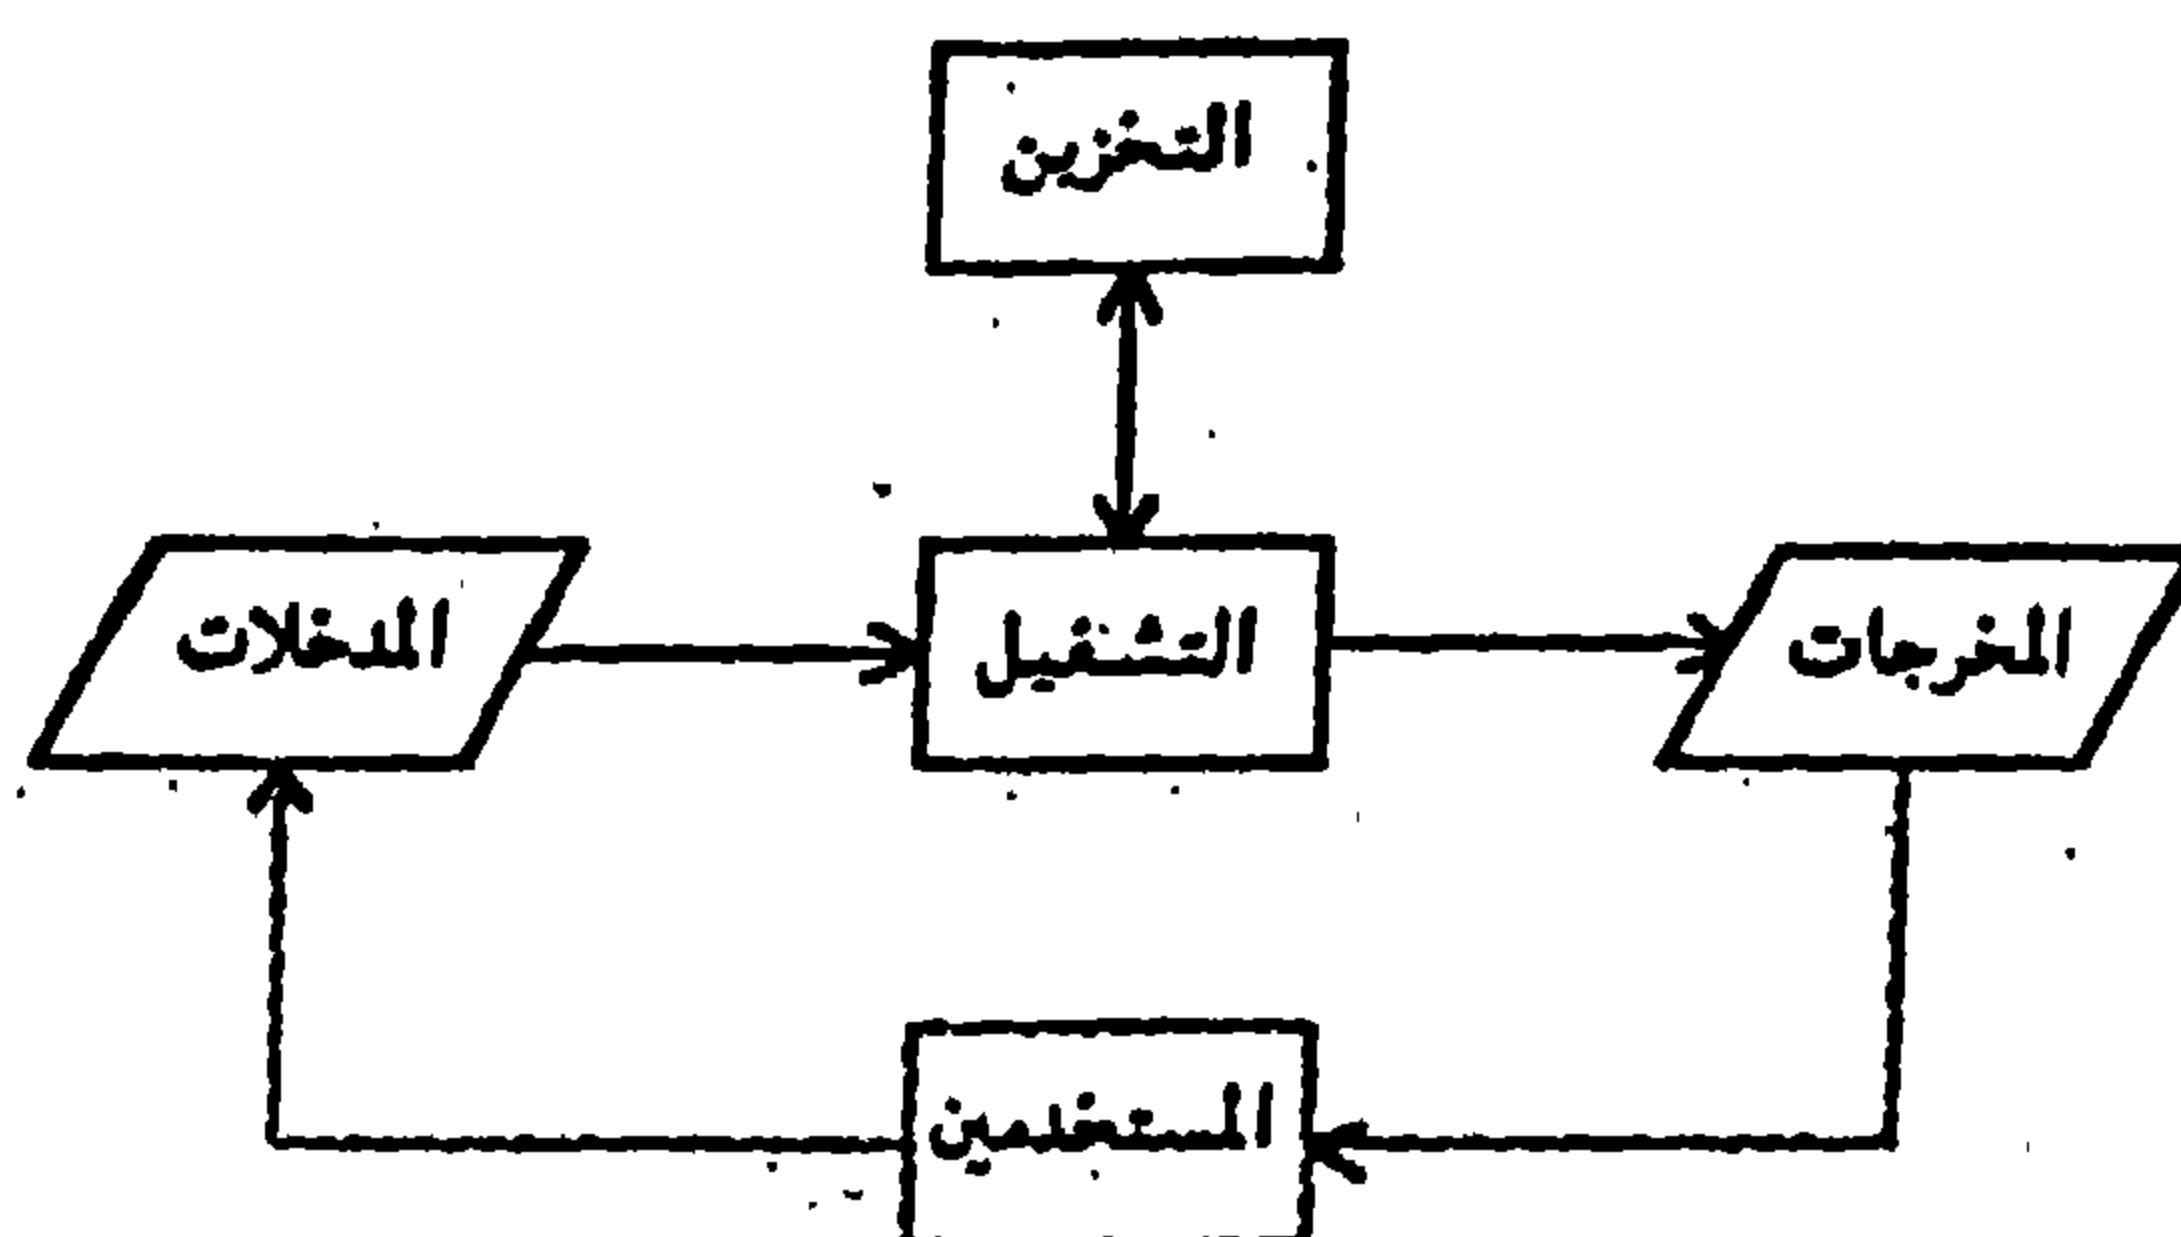 التخزين
المدخلات
التشغيل
المخرجات
المستخدمين